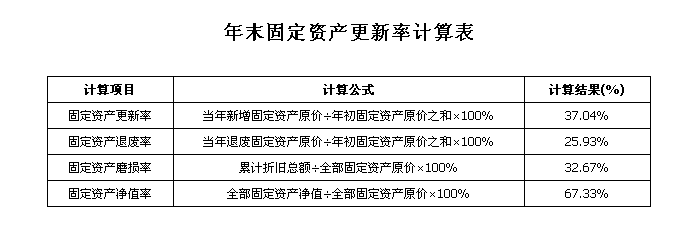 年末固定资产更新率计算表
计算项目 计算公式 计算结果(%)
固定资产更新率 当年新增固定资产原价÷年初固定资产原价之和×100% 37.04%
固定资产退废率 当年退废固定资产原价÷年初固定资产原价之和×100% 25.93%
固定资产磨损率 累计折旧总额÷全部固定资产原价×100% 32.67%
固定资产净值率 全部固定资产净值÷全部固定资产原价×100% 67.33%